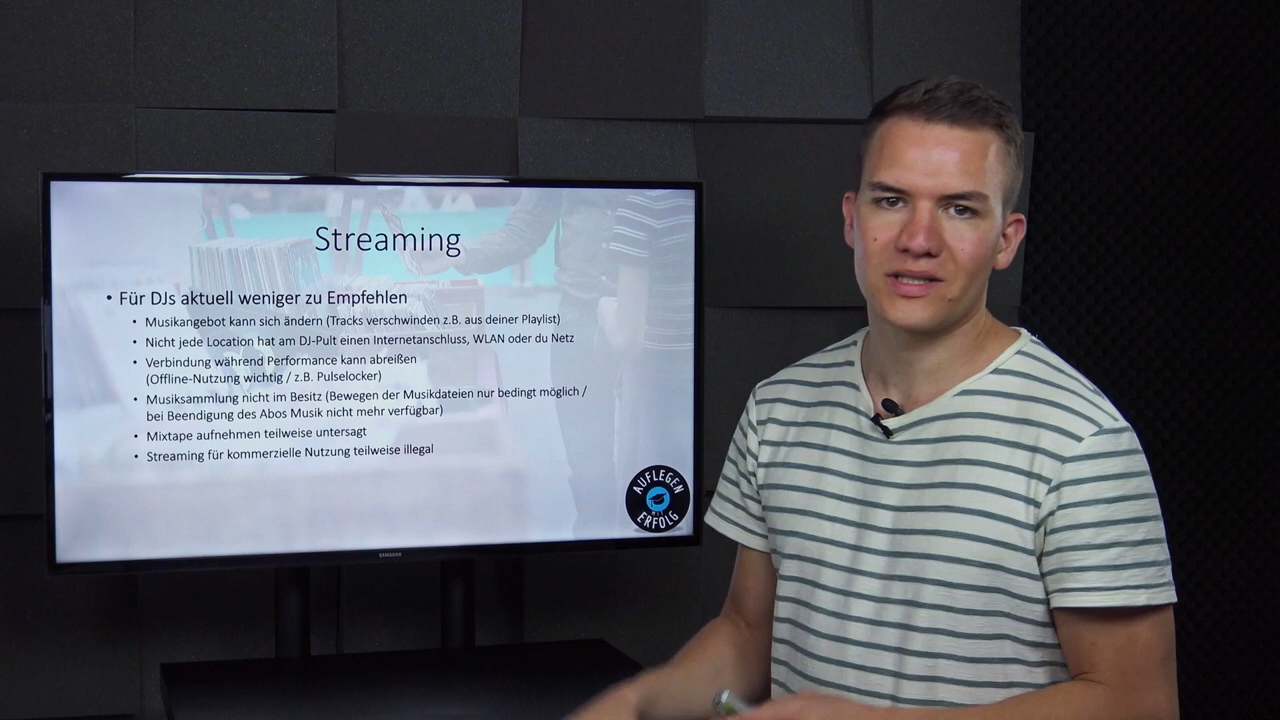 Streaming
• Für DJs aktuell weniger zu Empfehlen
• Musikangebot kann sich ändern (Tracks verschwinden z.B. aus deiner Playlist)
• Nicht jede Location hat am DJ-Pult einen Internetanschluss, WLAN oder du Netz
• Verbindung während Performance kann abreißen
(Offline-Nutzung wichtig / z.B. Pulselocker)
• Musiksammlung nicht im Besitz (Bewegen der Musikdateien nur bedingt möglich /
bei Beendigung des Abos Musik nicht mehr verfügbar)
• Mixtape aufnehmen teilweise untersagt
• Streaming für kommerzielle Nutzung teilweise illegal
AUFLEGEN
mit
ERFOLG
SAMSUNG